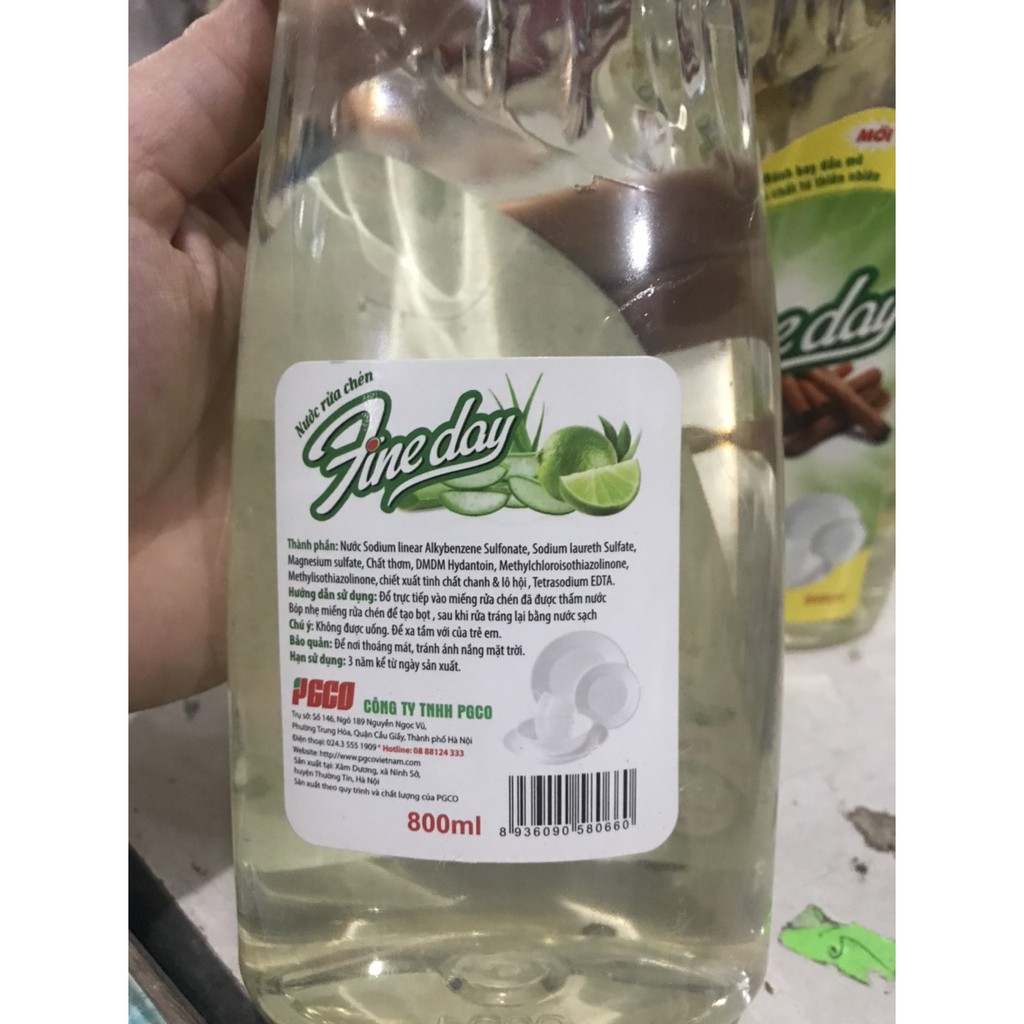 Nước rửa chén
Fine day
Thành phần: Nước Sodium linear Alkybenzene Sulfonate, Sodium laureth Sulfate,
Magnesium sulfate, Chất thơm, DMDM Hydantoin, Methylchloroisothiazolinone,
Methylisothiazolinone, chiết xuất tinh chất chanh & lô hội, Tetrasodium EDTA.
Hướng dẫn sử dụng: Đổ trực tiếp vào miếng rửa chén đã được thấm nước
Bóp nhẹ miếng rửa chén để tạo bọt, sau khi rửa tráng lại bằng nước sạch
Chú ý: Không được uống. Để xa tầm với của trẻ em.
Bảo quản: Để nơi thoáng mát, tránh ánh nắng mặt trời.
Hạn sử dụng: 3 năm kể từ ngày sản xuất.
PGCO CÔNG TY TNHH PGCO
Trụ sở: Số 146, Ngõ 189 Nguyễn Ngọc Vũ,
Phường Trung Hòa, Quận Cầu Giấy, Thành phố Hà Nội
Điện thoại: 024.3 555 1909 * Hotline: 08 88124 333
Website: http://www.pgcovietnam.com
Sản xuất tại: Xâm Dương, xã Ninh Sở,
huyện Thường Tín, Hà Nội
Sản xuất theo quy trình và chất lượng của PGCO
800ml
8 936090 580660
MỚI
bay dầu mỡ
chất từ thiên nhiên
e day